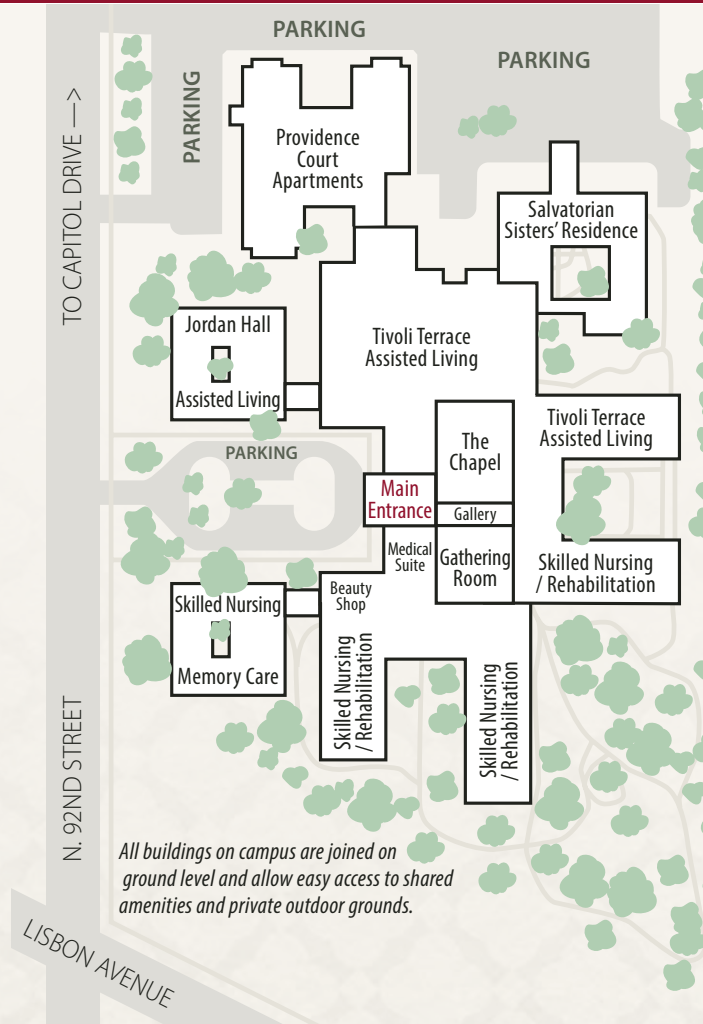 PARKING
PARKING
PARKING
TO CAPITOL DRIVE —>
Providence
Court
Apartments
Salvatorian
Sisters’ Residence
Jordan Hall
Assisted Living
Tivoli Terrace
Assisted Living
Tivoli Terrace
Assisted Living
PARKING
The
Chapel
Main
Entrance
Gallery
Medical
Suite
Gathering
Room
Skilled Nursing
/ Rehabilitation
Beauty
Shop
Skilled Nursing
Memory Care
Skilled Nursing
/ Rehabilitation
Skilled Nursing
/ Rehabilitation
N. 92ND STREET
All buildings on campus are joined on
ground level and allow easy access to shared
amenities and private outdoor grounds.
LISBON AVENUE